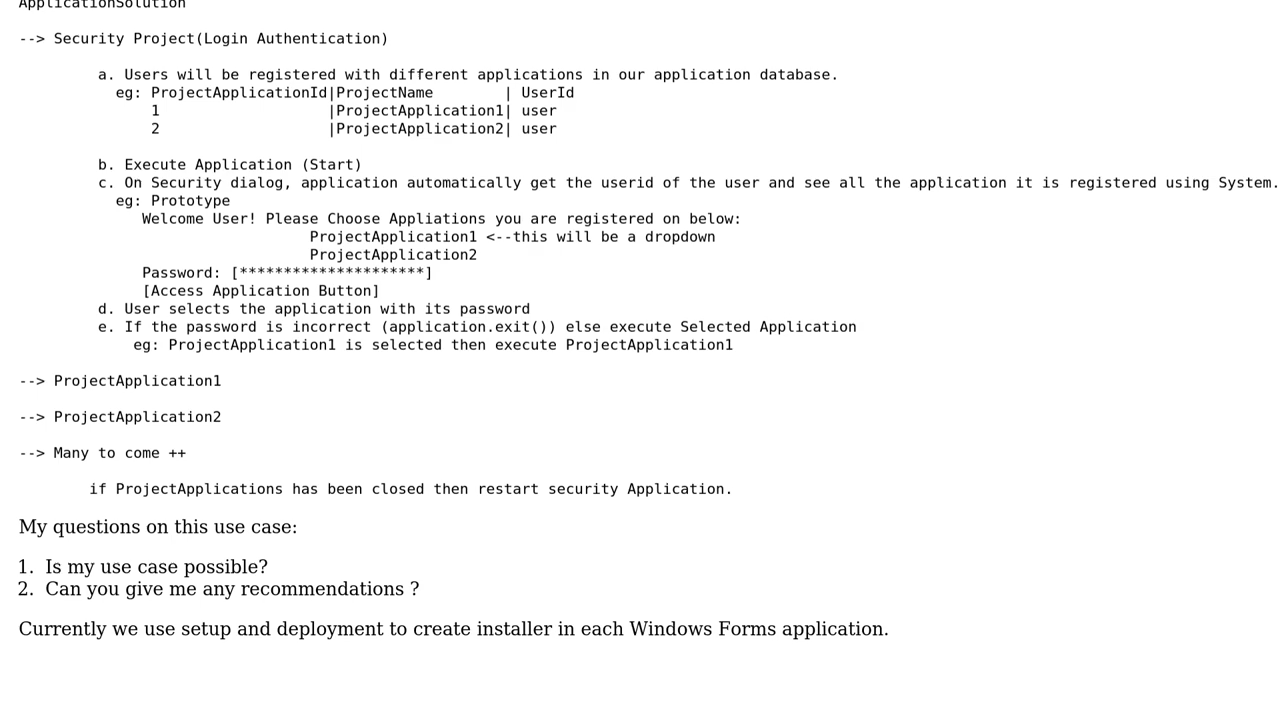 ApplicationSolution
--> Security Project(Login Authentication)
a. Users will be registered with different applications in our application database.
eg: ProjectApplicationId|ProjectName        | UserId
1                    |ProjectApplication1| user
2                    |ProjectApplication2| user
b. Execute Application (Start)
c. On Security dialog, application automatically get the userid of the user and see all the application it is registered using System.
eg: Prototype
Welcome User! Please Choose Appliations you are registered on below:
ProjectApplication1 <--this will be a dropdown
ProjectApplication2
Password: [*********************]
[Access Application Button]
d. User selects the application with its password
e. If the password is incorrect (application.exit()) else execute Selected Application
eg: ProjectApplication1 is selected then execute ProjectApplication1
--> ProjectApplication1
--> ProjectApplication2
--> Many to come ++
if ProjectApplications has been closed then restart security Application.
My questions on this use case:
1. Is my use case possible?
2. Can you give me any recommendations ?
Currently we use setup and deployment to create installer in each Windows Forms application.